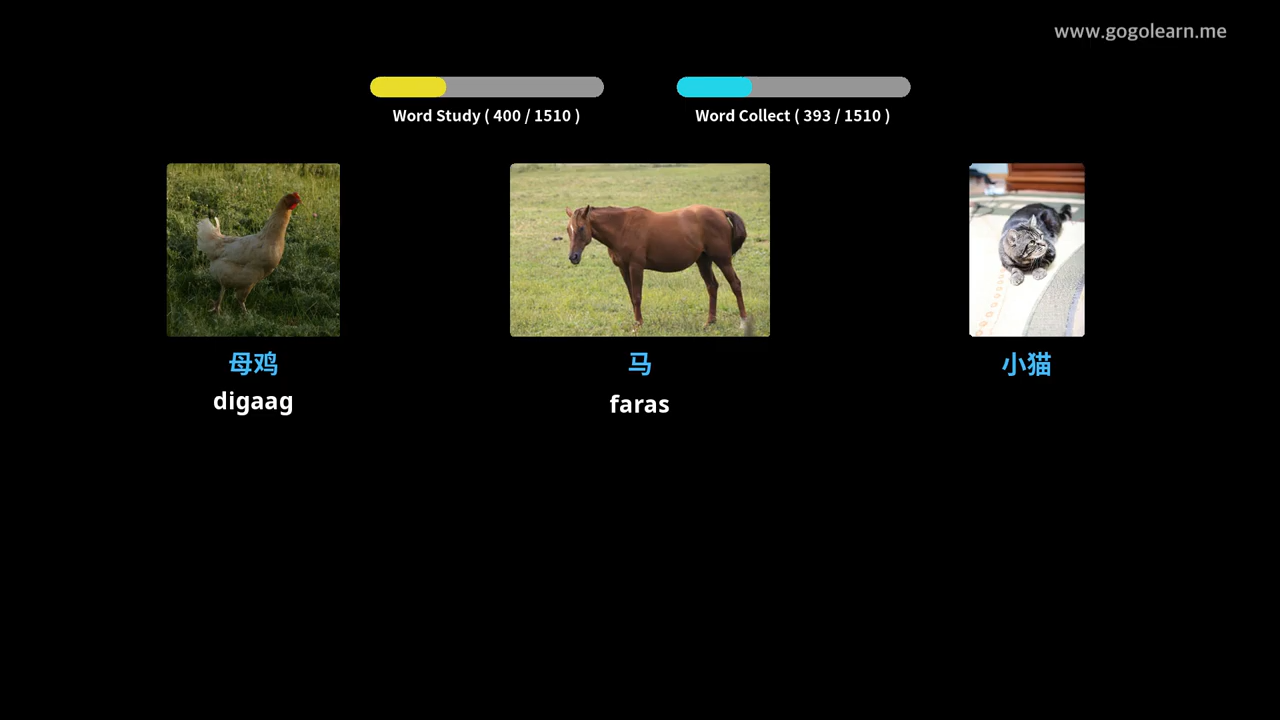 www.gogolearn.me
Word Study ( 400 / 1510 )
Word Collect ( 393 / 1510 )
母鸡
马
小猫
digaag
faras